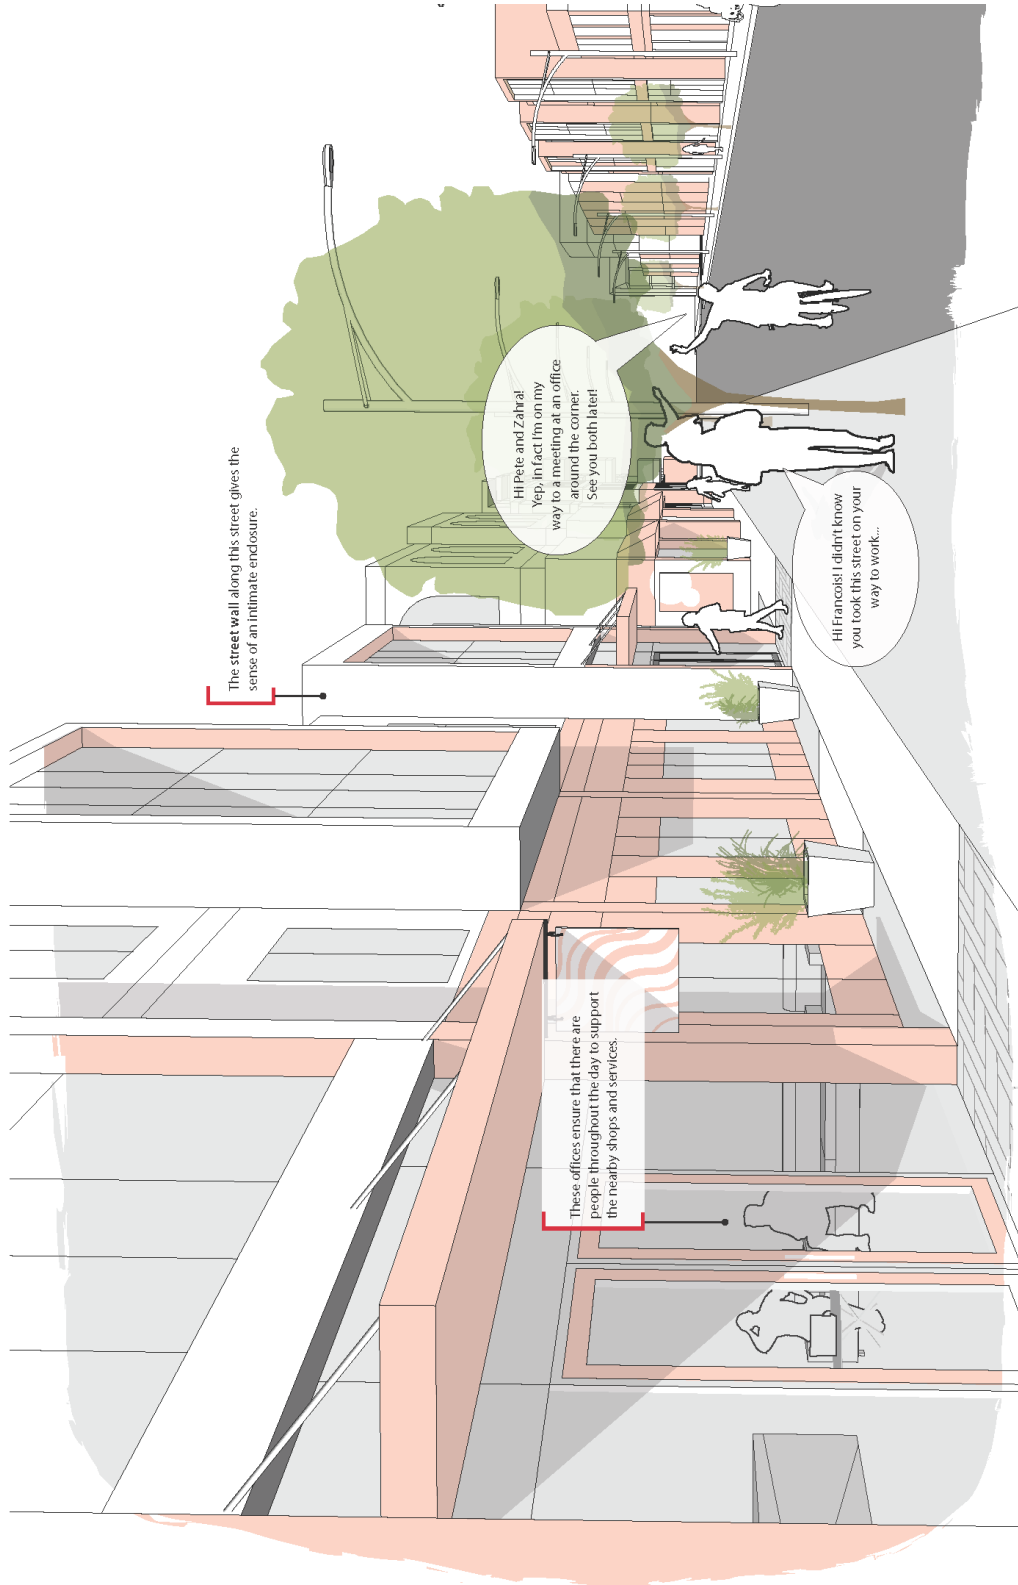 The street wall along this street gives the
sense of an intimate enclosure.
These offices ensure that there are
people throughout the day to support
the nearby shops and services.
Hi Pete and Zahra!
Yep, in fact I'm on my
way to a meeting at an office
around the corner.
See you both later!
Hi Francois! I didn't know
you took this street on your
way to work...